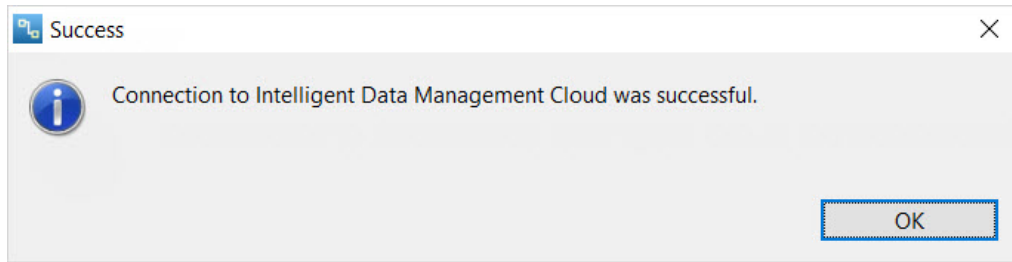 Success
Connection to Intelligent Data Management Cloud was successful.
OK